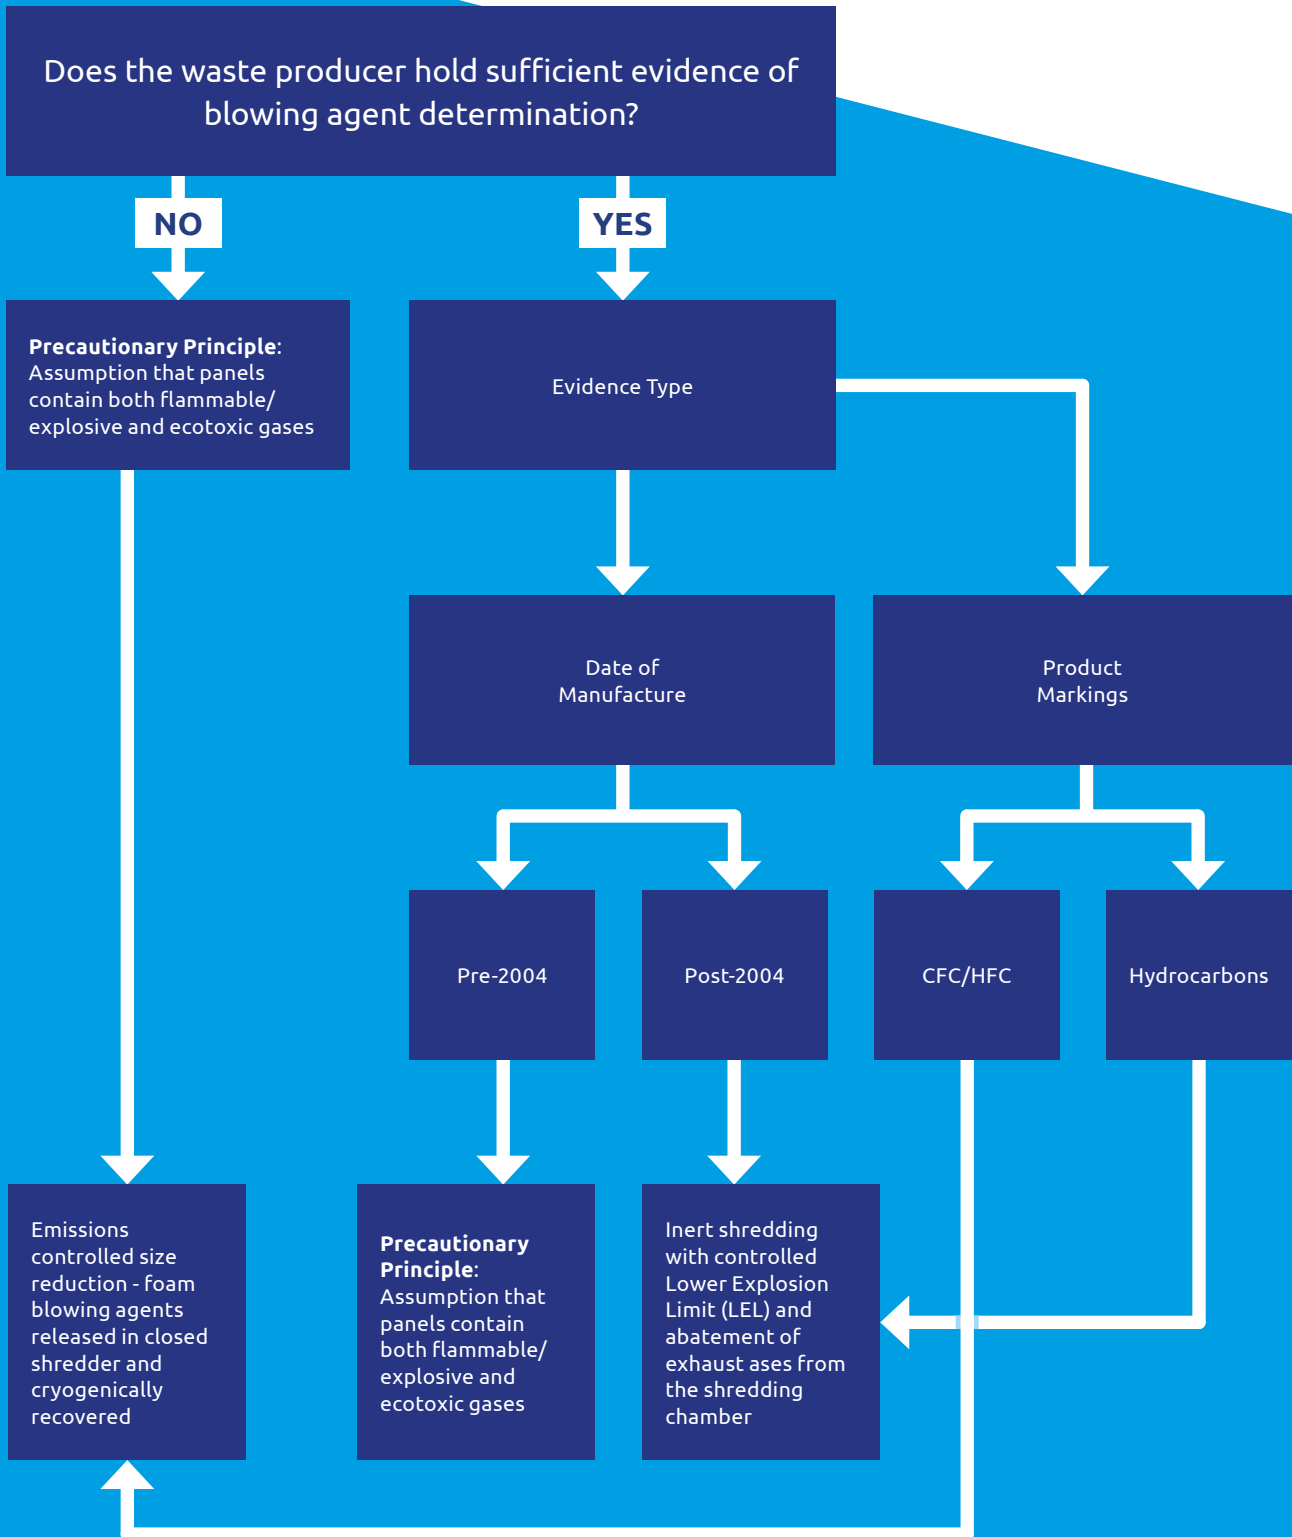 Does the waste producer hold sufficient evidence of
blowing agent determination?
NO
YES
Precautionary Principle:
Assumption that panels
contain both flammable/
explosive and ecotoxic gases
Evidence Type
Date of
Manufacture
Product
Markings
Pre-2004
Post-2004
CFC/HFC
Hydrocarbons
Emissions
controlled size
reduction - foam
blowing agents
released in closed
shredder and
cryogenically
recovered
Precautionary
Principle:
Assumption that
panels contain
both flammable/
explosive and
ecotoxic gases
Inert shredding
with controlled
Lower Explosion
Limit (LEL) and
abatement of
exhaust ases from
the shredding
chamber